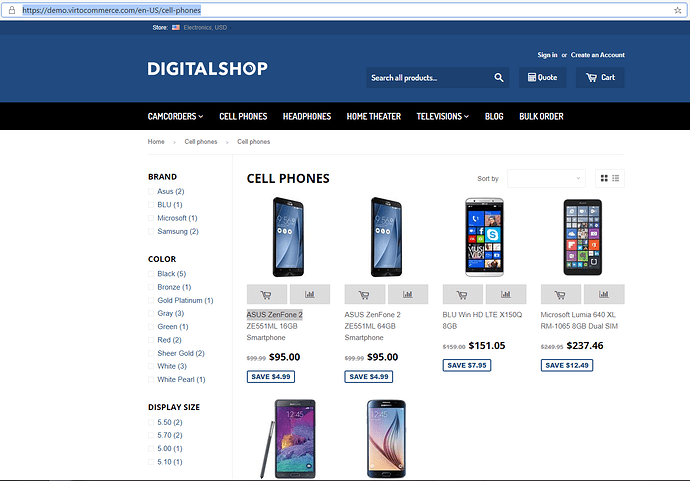 https://demo.virtocommerce.com/en-US/cell-phones
Store: Electronics, USD
Sign in or Create an Account
DIGITALSHOP
Search all products...
Quote
Cart
CAMCORDERS CELL PHONES HEADPHONES HOME THEATER TELEVISIONS BLOG BULK ORDER
Home › Cell phones › Cell phones
BRAND
Asus (2)
BLU (1)
Microsoft (1)
Samsung (2)
COLOR
Black (5)
Bronze (1)
Gold Platinum (1)
Gray (3)
Green (1)
Red (2)
Sheer Gold (2)
White (3)
White Pearl (1)
DISPLAY SIZE
5.50 (2)
5.70 (2)
5.00 (1)
5.10 (1)
CELL PHONES
Sort by
ASUS ZenFone 2
ZE551ML 16GB
Smartphone
$99.99 $95.00
SAVE $4.99
ASUS ZenFone 2
ZE551ML 64GB
Smartphone
$99.99 $95.00
SAVE $4.99
BLU Win HD LTE X150Q
8GB
$159.00 $151.05
SAVE $7.95
Microsoft Lumia 640 XL
RM-1065 8GB Dual SIM
$249.95 $237.46
SAVE $12.49